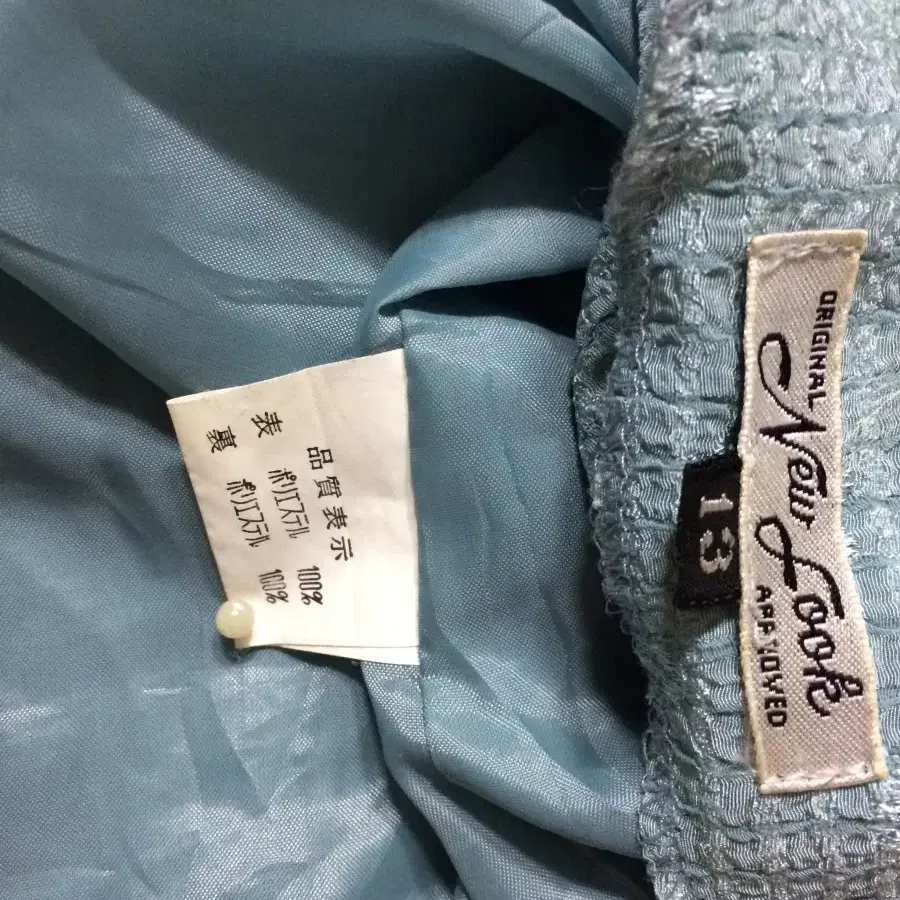 品質表示
表 ポリエステル 100%
裏 ポリエステル 100%
13
ORIGINAL
New Look
APPROWED